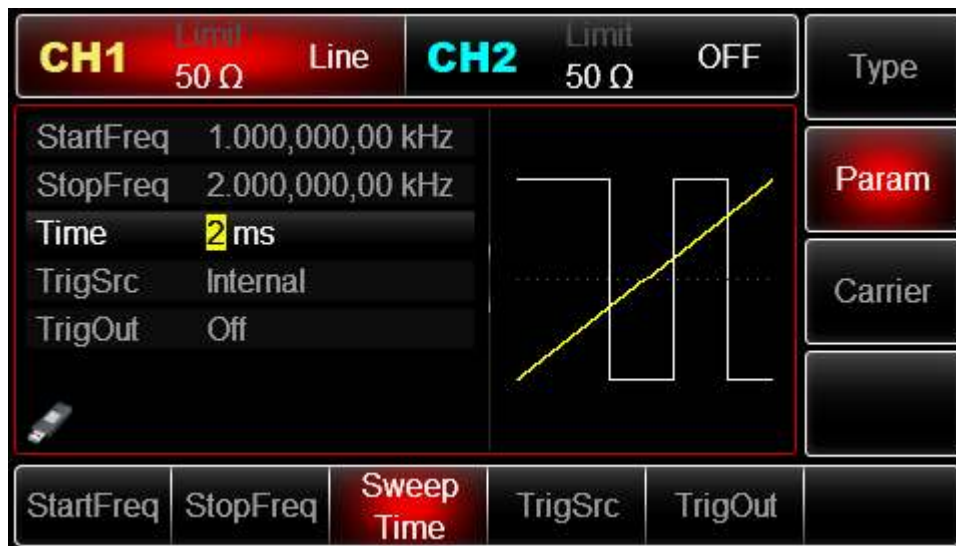 CH1 Limit 50 Ω Line CH2 Limit 50 Ω OFF
Type
StartFreq 1.000,000,00 kHz
StopFreq 2.000,000,00 kHz
Param
Time 2 ms
TrigSrc Internal
Carrier
TrigOut Off
StartFreq StopFreq Sweep Time TrigSrc TrigOut